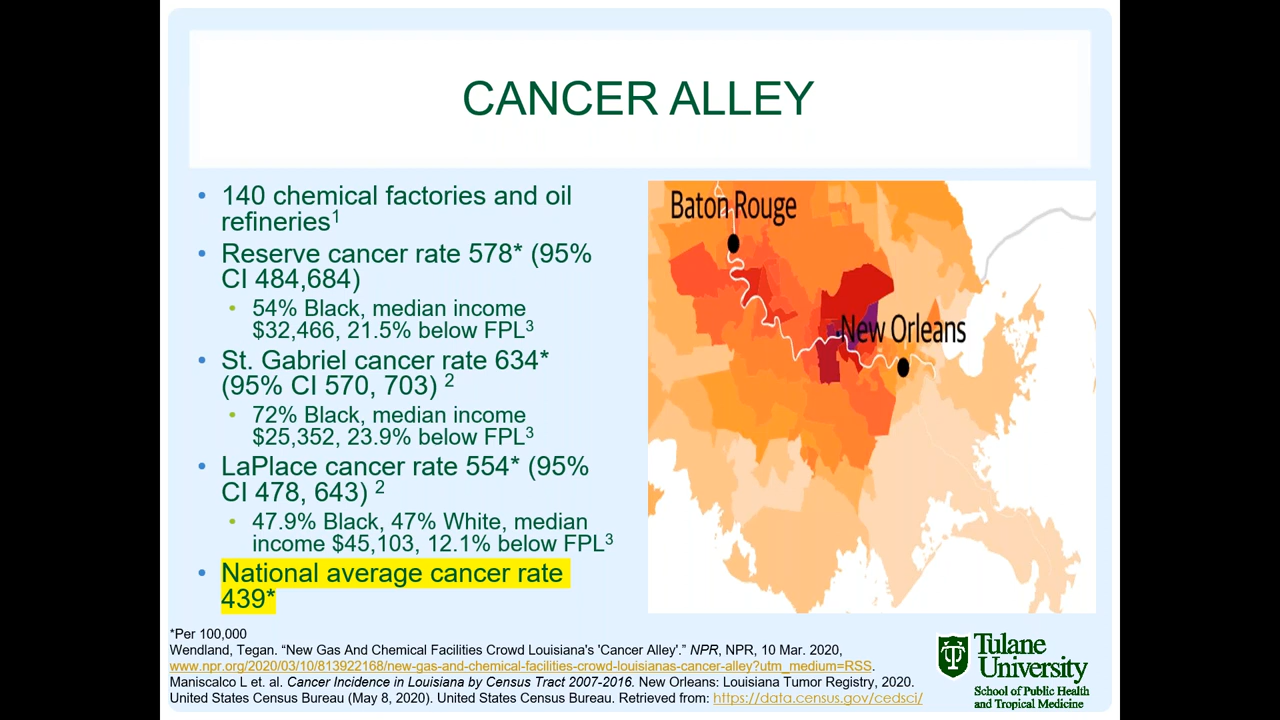 CANCER ALLEY
• 140 chemical factories and oil
refineries1
• Reserve cancer rate 578* (95%
CI 484,684)
• 54% Black, median income
$32,466, 21.5% below FPL3
• St. Gabriel cancer rate 634*
(95% CI 570, 703) 2
• 72% Black, median income
$25,352, 23.9% below FPL3
• LaPlace cancer rate 554* (95%
CI 478, 643) 2
• 47.9% Black, 47% White, median
income $45,103, 12.1% below FPL3
• National average cancer rate
439*
Baton Rouge
New Orleans
*Per 100,000
Wendland, Tegan. “New Gas And Chemical Facilities Crowd Louisiana's 'Cancer Alley'.” NPR, NPR, 10 Mar. 2020,
www.npr.org/2020/03/10/813922168/new-gas-and-chemical-facilities-crowd-louisianas-cancer-alley?utm_medium=RSS.
Maniscalco L et. al. Cancer Incidence in Louisiana by Census Tract 2007-2016. New Orleans: Louisiana Tumor Registry, 2020.
United States Census Bureau (May 8, 2020). United States Census Bureau. Retrieved from: https://data.census.gov/cedsci/
Tulane
University
School of Public Health
and Tropical Medicine